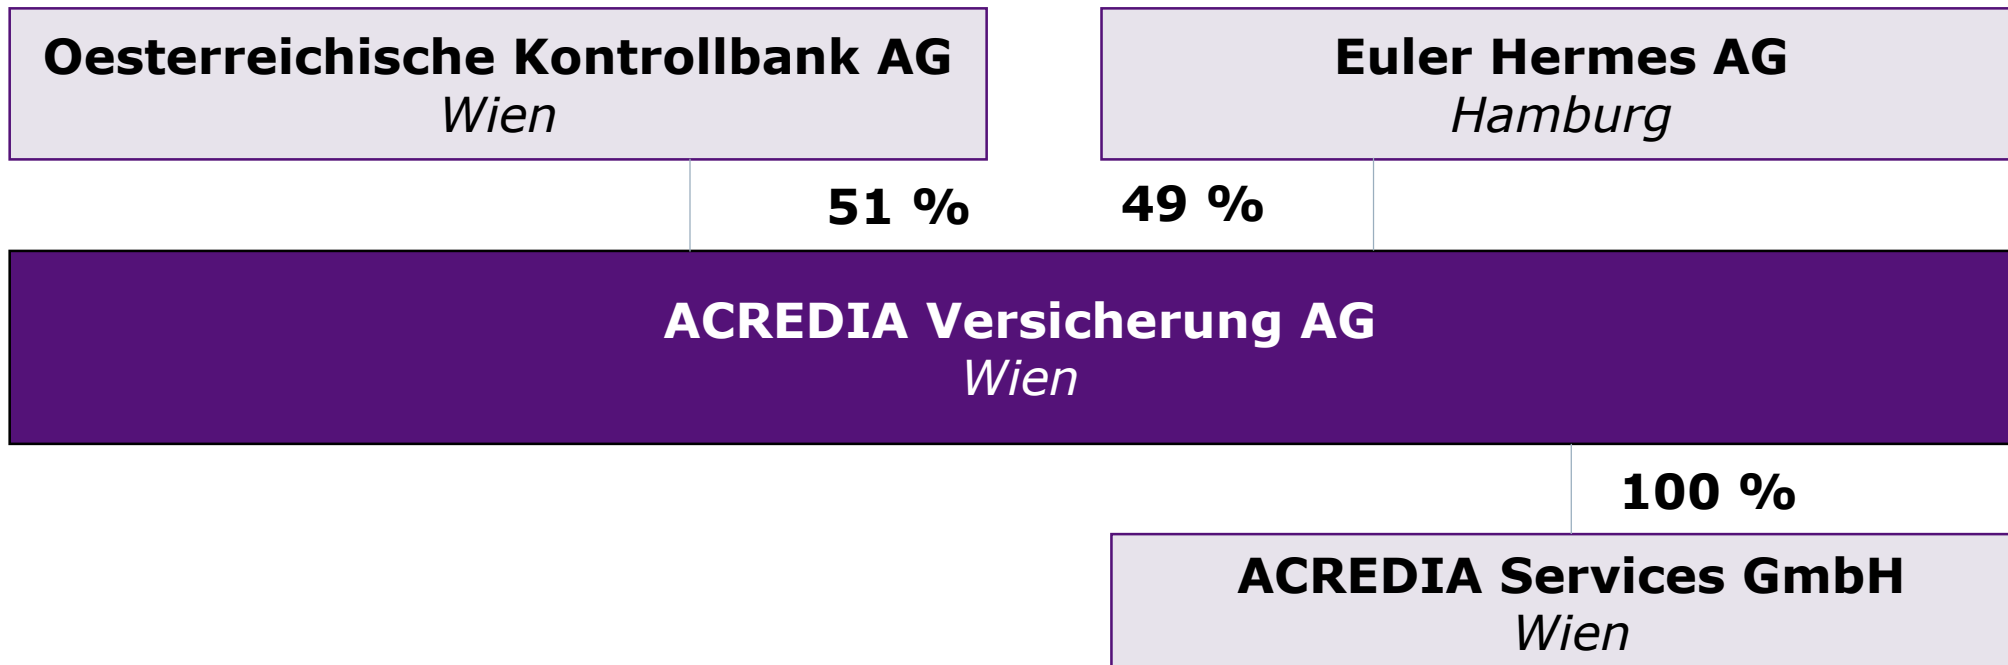 Oesterreichische Kontrollbank AG
Wien
Euler Hermes AG
Hamburg
51 %
49 %
ACREDIA Versicherung AG
Wien
100 %
ACREDIA Services GmbH
Wien